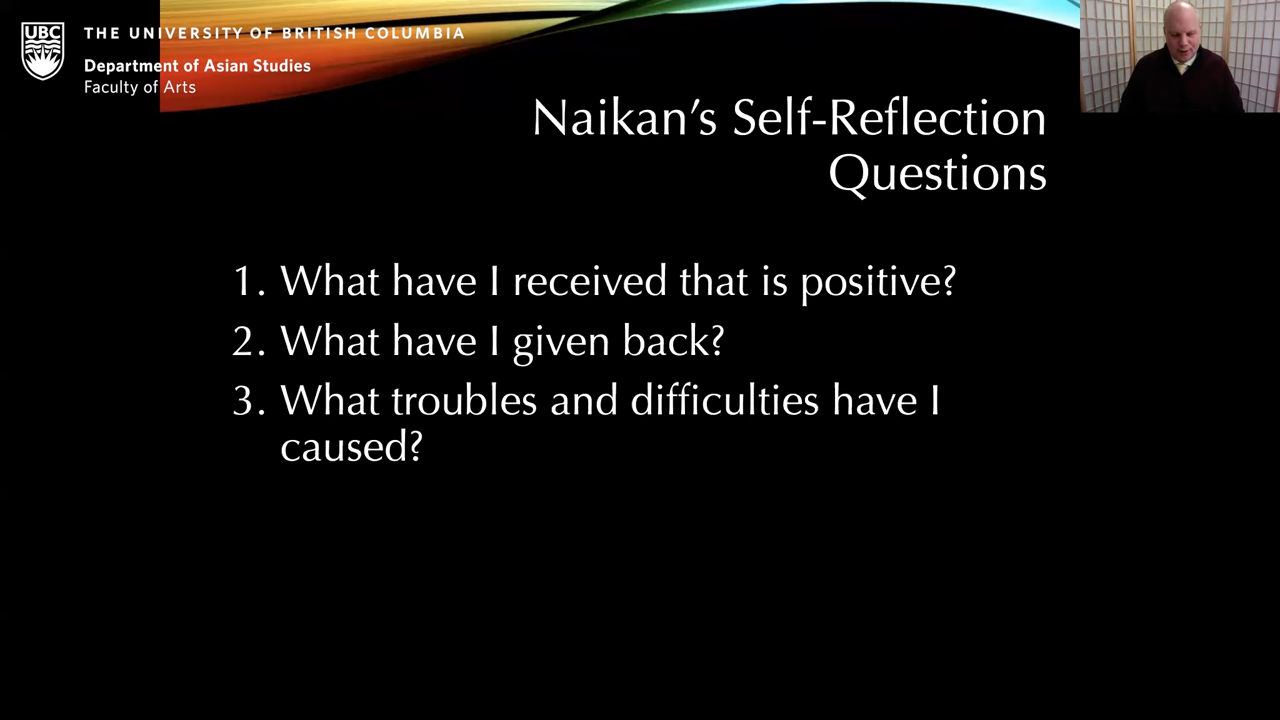 UBC
THE UNIVERSITY OF BRITISH COLUMBIA
Department of Asian Studies
Faculty of Arts
Naikan’s Self-Reflection
Questions
1. What have I received that is positive?
2. What have I given back?
3. What troubles and difficulties have I
caused?